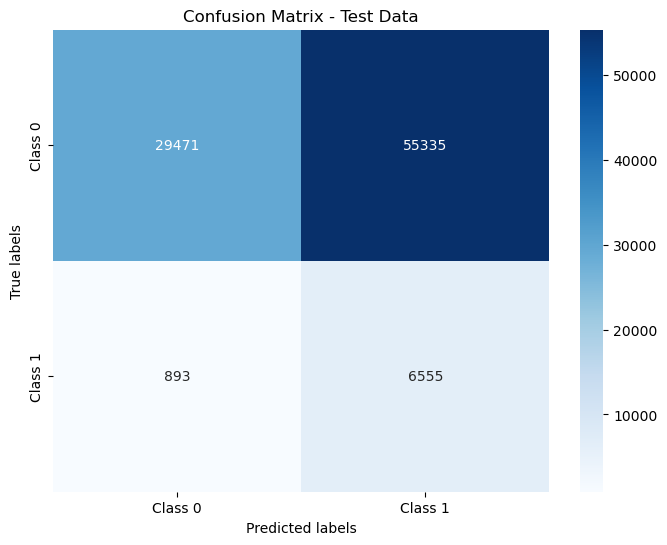 Confusion Matrix - Test Data
True labels
Class 0
29471
55335
Class 1
893
6555
Class 0
Class 1
Predicted labels
50000
40000
30000
20000
10000